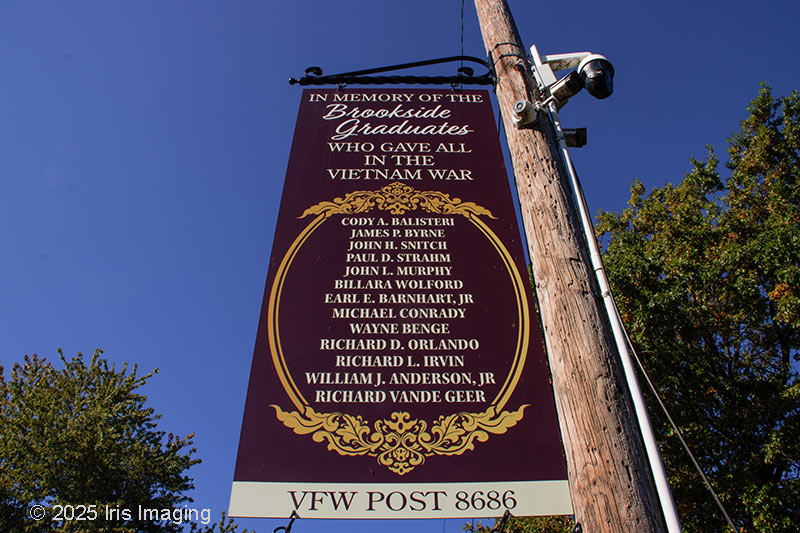 IN MEMORY OF THE
Brookside
Graduates
WHO GAVE ALL
IN THE
VIETNAM WAR
CODY A. BALISTERI
JAMES P. BYRNE
JOHN H. SNITCH
PAUL D. STRAHM
JOHN L. MURPHY
BILLARA WOLFORD
EARL E. BARNHART, JR
MICHAEL CONRADY
WAYNE BENGE
RICHARD D. ORLANDO
RICHARD L. IRVIN
WILLIAM J. ANDERSON, JR
RICHARD VANDE GEER
VFW POST 8686
© 2025 Iris Imaging